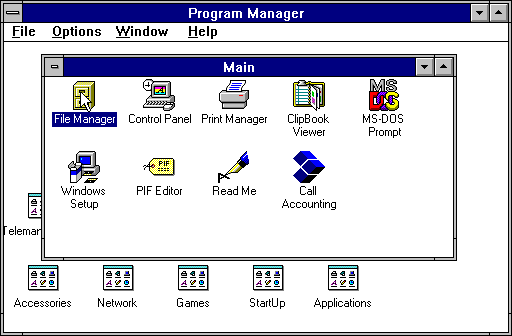 Program Manager
File Options Window Help
Main
File Manager Control Panel Print Manager ClipBook Viewer MS-DOS Prompt
MS DOS
Windows Setup PIF Editor Read Me Call Accounting
PIF
Accessories Network Games StartUp Applications